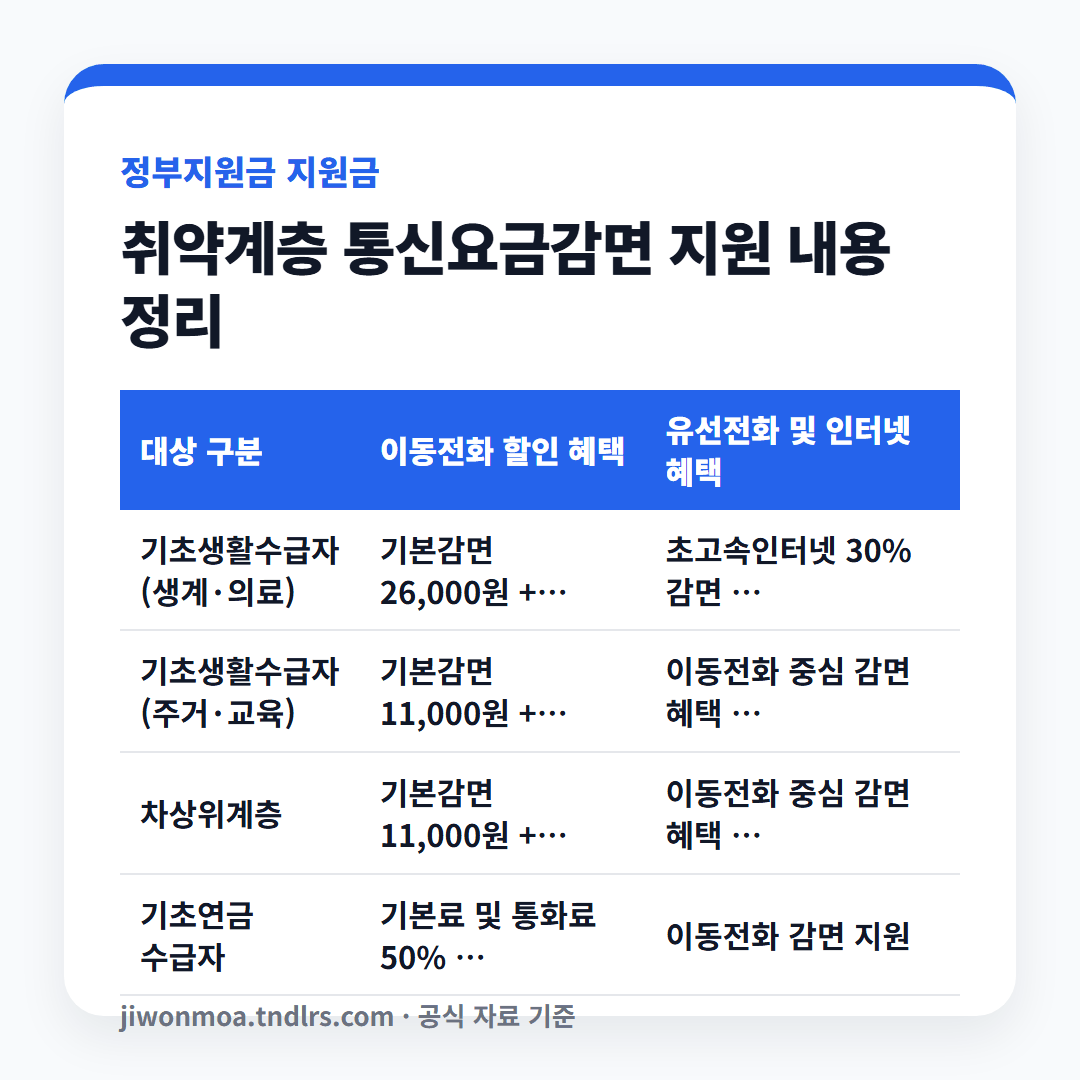 정부지원금 지원금
취약계층 통신요금감면 지원 내용
정리
대상 구분
이동전화 할인 혜택
유선전화 및 인터넷
혜택
기초생활수급자
(생계·의료)
기본감면
26,000원 +…
초고속인터넷 30%
감면 …
기초생활수급자
(주거·교육)
기본감면
11,000원 +…
이동전화 중심 감면
혜택 …
차상위계층
기본감면
11,000원 +…
이동전화 중심 감면
혜택 …
기초연금
수급자
기본료 및 통화료
50% …
이동전화 감면 지원
jiwonmoa.tndlrs.com · 공식 자료 기준